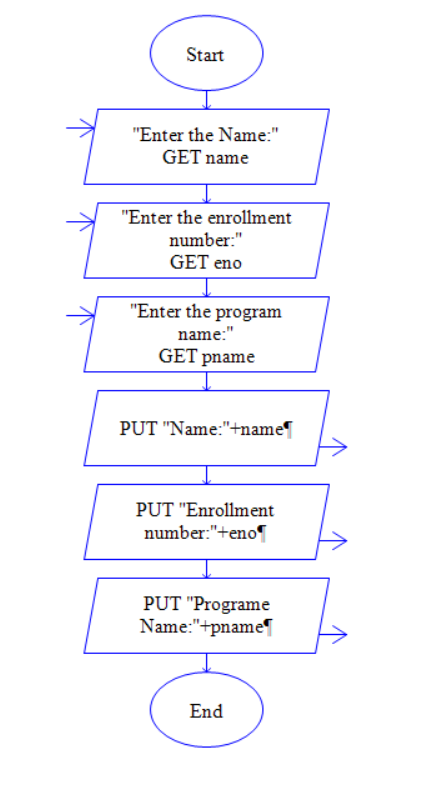 Start
"Enter the Name:"
GET name
"Enter the enrollment
number:"
GET eno
"Enter the program
name:"
GET pname
PUT "Name:"+name¶
PUT "Enrollment
number:"+eno¶
PUT "Programe
Name:"+pname¶
End